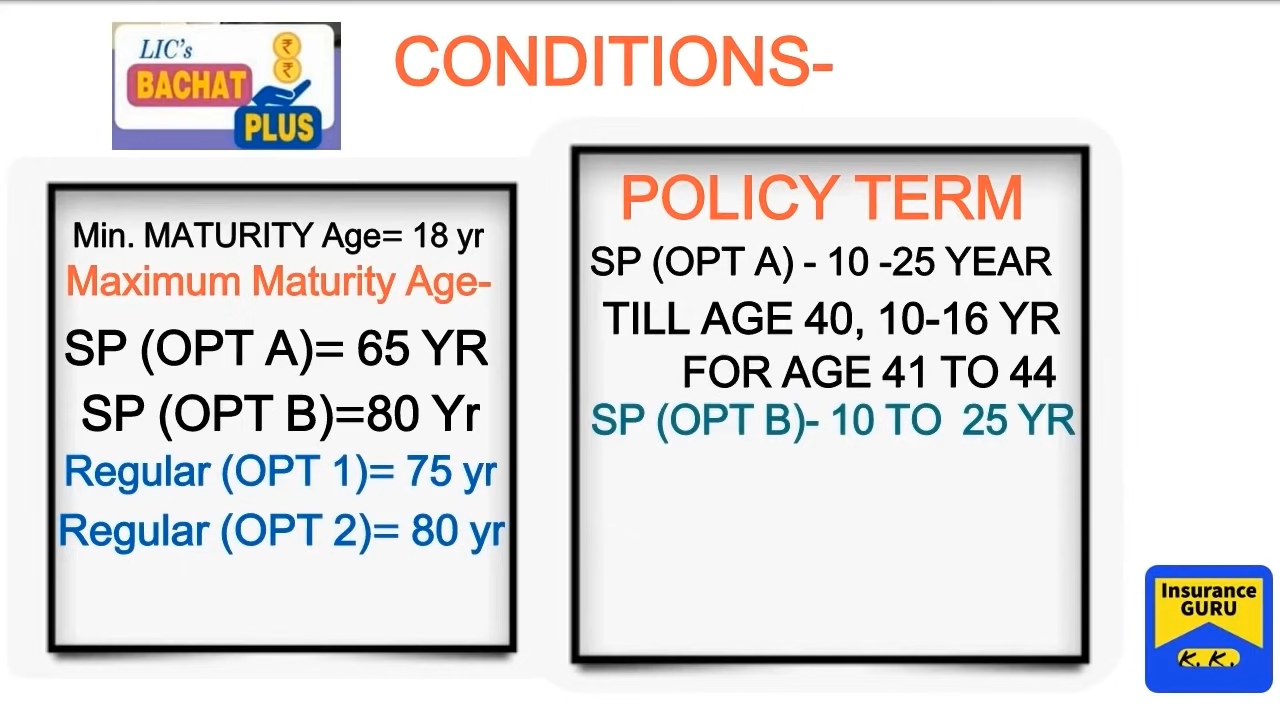 LIC's
BACHAT
PLUS
CONDITIONS-
Min. MATURITY Age= 18 yr
Maximum Maturity Age-
SP (OPT A)= 65 YR
SP (OPT B)=80 Yr
Regular (OPT 1)= 75 yr
Regular (OPT 2)= 80 yr
POLICY TERM
SP (OPT A) - 10 -25 YEAR
TILL AGE 40, 10-16 YR
FOR AGE 41 TO 44
SP (OPT B)- 10 TO 25 YR
Insurance
GURU
K. K.